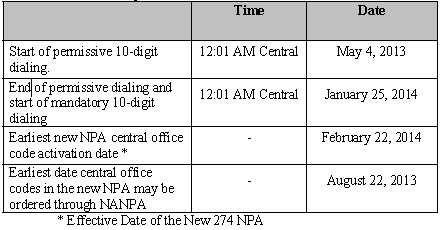 Time Date
Start of permissive 10-digit 12:01 AM Central May 4, 2013
dialing.
End of permissive dialing and
start of mandatory 10-digit 12:01 AM Central January 25, 2014
dialing
Earliest new NPA central office - February 22, 2014
code activation date *
Earliest date central office
codes in the new NPA may be - August 22, 2013
ordered through NANPA
* Effective Date of the New 274 NPA